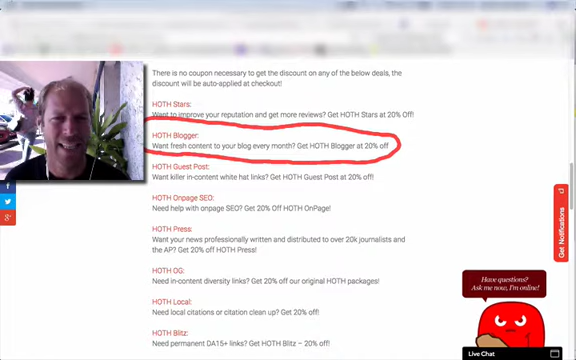 There is no coupon necessary to get the discount on any of the below deals, the
discount will be auto-applied at checkout!
HOTH Stars:
Want to improve your reputation and get more reviews? Get HOTH Stars at 20% Off!
HOTH Blogger:
Want fresh content to your blog every month? Get HOTH Blogger at 20% off
HOTH Guest Post:
Want killer in-content white hat links? Get HOTH Guest Post at 20% off!
HOTH Onpage SEO:
Need help with onpage SEO? Get 20% Off HOTH OnPage!
HOTH Press:
Want your news professionally written and distributed to over 20k journalists and
the AP? Get 20% off HOTH Press!
HOTH OG:
Need in-content diversity links? Get 20% off our original HOTH packages!
HOTH Local:
Need local citations or citation clean up? Get 20% off!
HOTH Blitz:
Need permanent DA15+ links? Get HOTH Blitz – 20% off!
Get Notifications
Have questions?
Ask me now, I'm online!
Live Chat